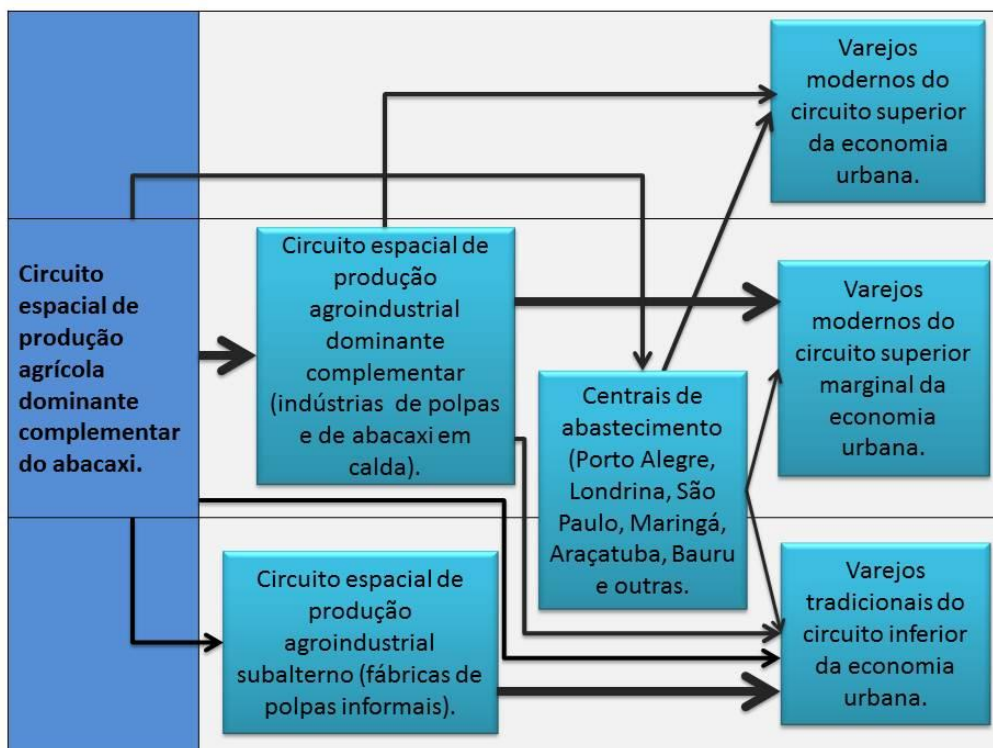 Circuito
espacial de
produção
agrícola
dominante
complementar
do abacaxi.
Circuito espacial de
produção
agroindustrial
dominante
complementar
(indústrias de polpas
e de abacaxi em
calda).
Circuito espacial de
produção
agroindustrial
subalterno (fábricas de
polpas informais).
Centrais de
abastecimento
(Porto Alegre,
Londrina, São
Paulo, Maringá,
Araçatuba, Bauru
e outras.
Varejos
modernos do
circuito superior
da economia
urbana.
Varejos
modernos do
circuito superior
marginal da
economia
urbana.
Varejos
tradicionais do
circuito inferior
da economia
urbana.